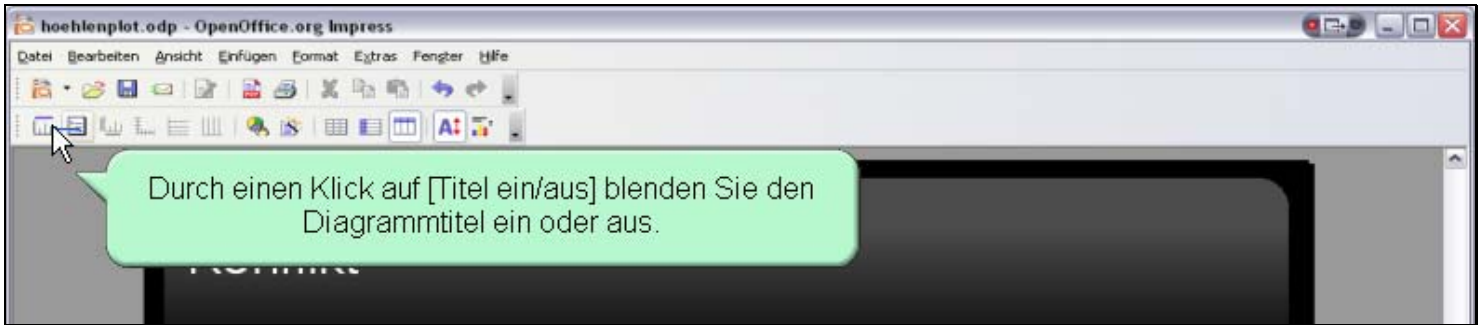 hoehlenplot.odp - OpenOffice.org Impress
Datei Bearbeiten Ansicht Einfügen Format Extras Fenster Hilfe
Durch einen Klick auf [Titel ein/aus] blenden Sie den
Diagrammtitel ein oder aus.